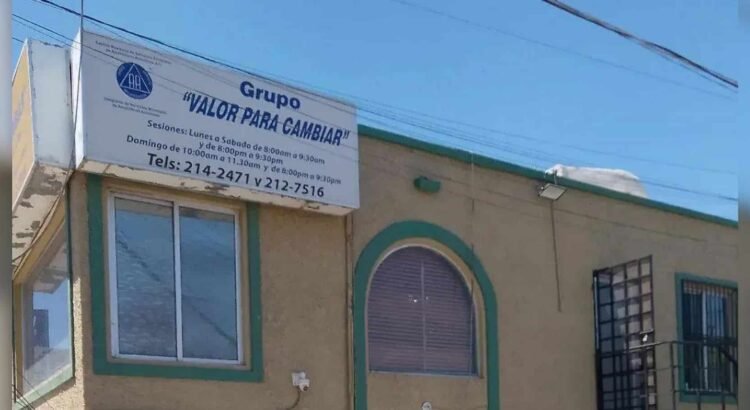 Grupo
"VALOR PARA CAMBIAR"
AA
Sesiones: Lunes a Sabado de 8:00am a 9:30am
y de 8:00pm a 9:30pm
Domingo de 10:00am a 11.30am y de 8:00pm a 9:30pm
Tels: 214-2471 y 212-7516